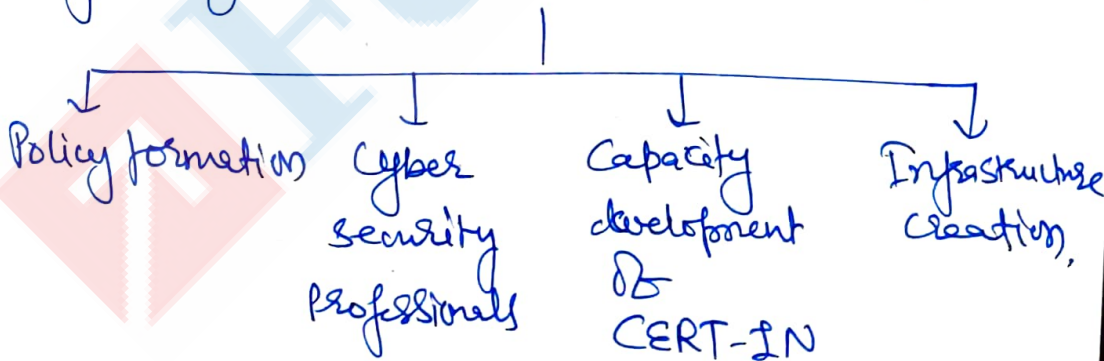 Policy formation
Cyber
security
professionals
Capacity
development
of
CERT-IN
Infrastructure
creation,